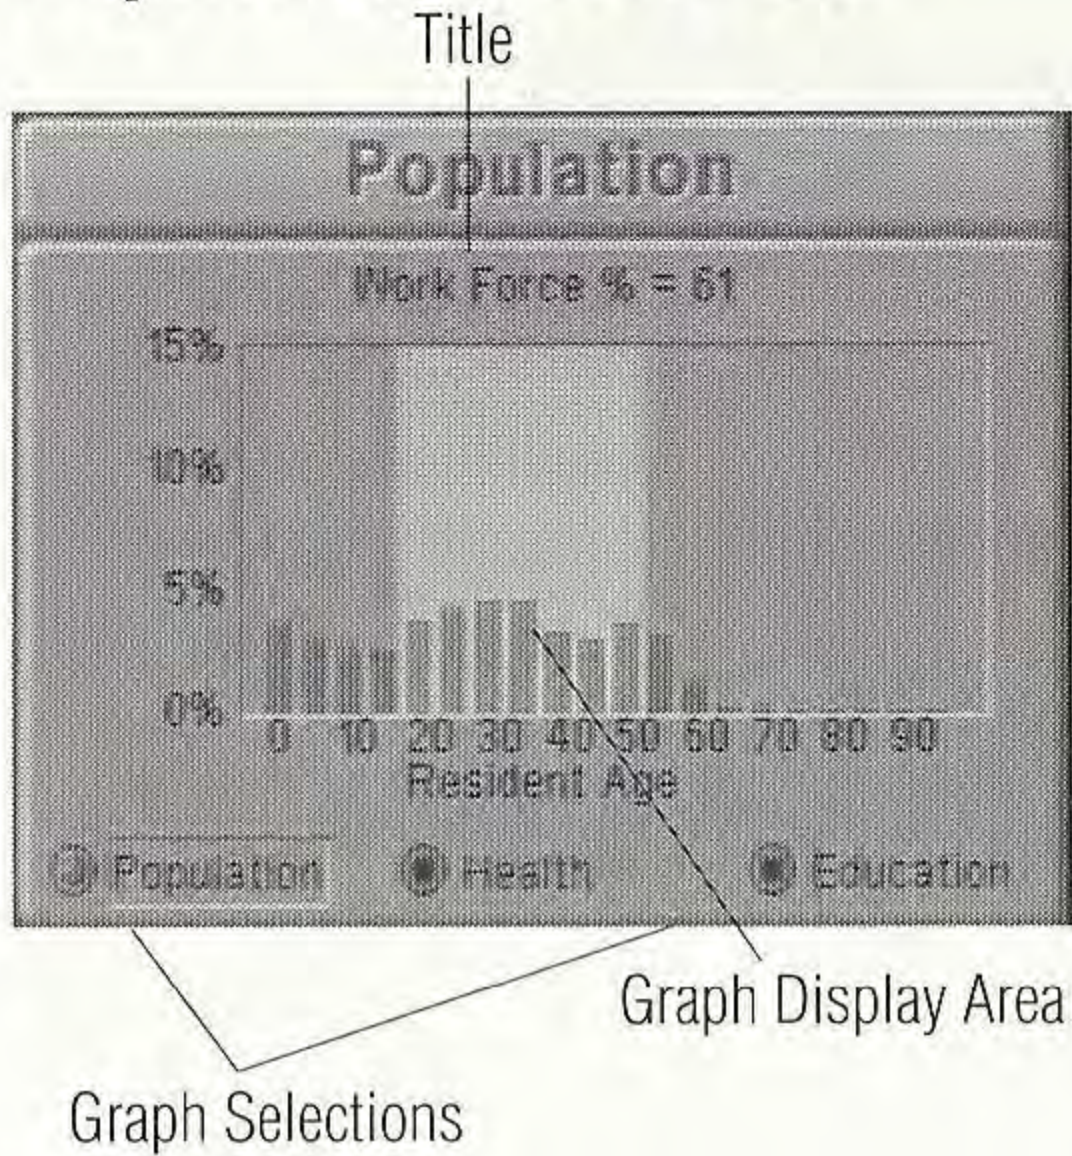 Title
Population
Work Force % = 61
15%
10%
5%
0%
0 10 20 30 40 50 60 70 80 90
Resident Age
Population Health Education
Graph Display Area
Graph Selections